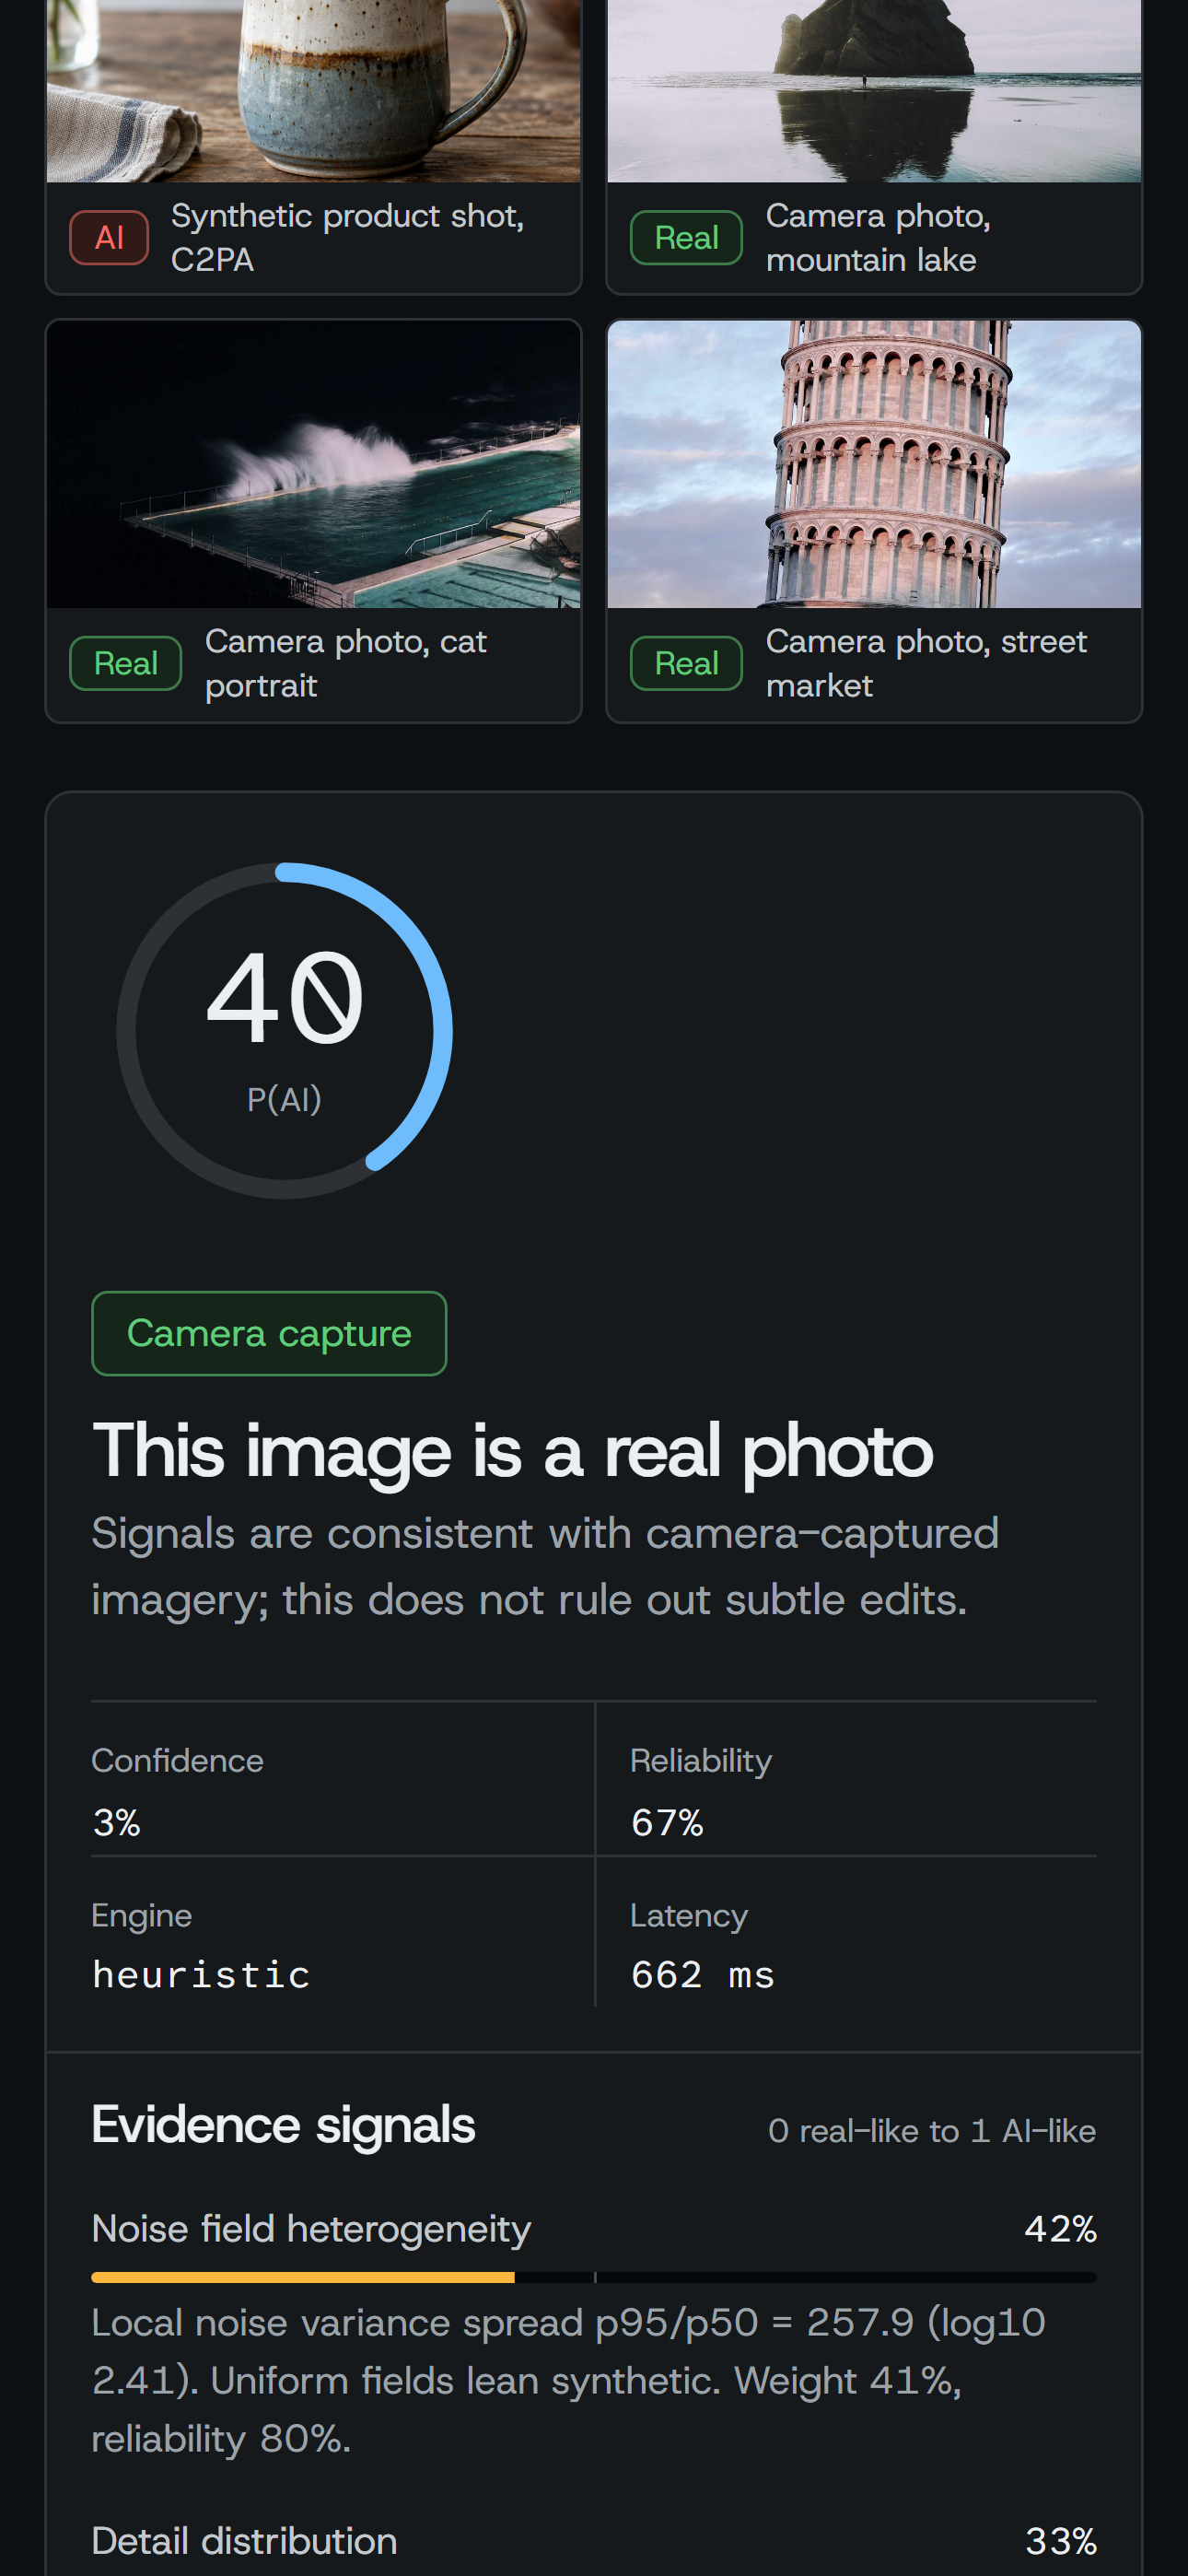 AI
Synthetic product shot,
C2PA
Real
Camera photo,
mountain lake
Real
Camera photo, cat
portrait
Real
Camera photo, street
market
40
P(AI)
Camera capture
This image is a real photo
Signals are consistent with camera-captured
imagery; this does not rule out subtle edits.
Confidence
3%
Reliability
67%
Engine
heuristic
Latency
662 ms
Evidence signals
0 real-like to 1 AI-like
Noise field heterogeneity
42%
Local noise variance spread p95/p50 = 257.9 (log10
2.41). Uniform fields lean synthetic. Weight 41%,
reliability 80%.
Detail distribution
33%